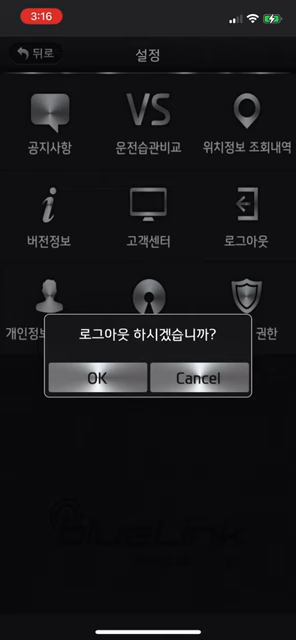 3:16
뒤로
설정
공지사항
VS
운전습관비교
위치정보 조회내역
버전정보
고객센터
로그아웃
개인정보
권한
로그아웃 하시겠습니까?
OK
Cancel
blueLink